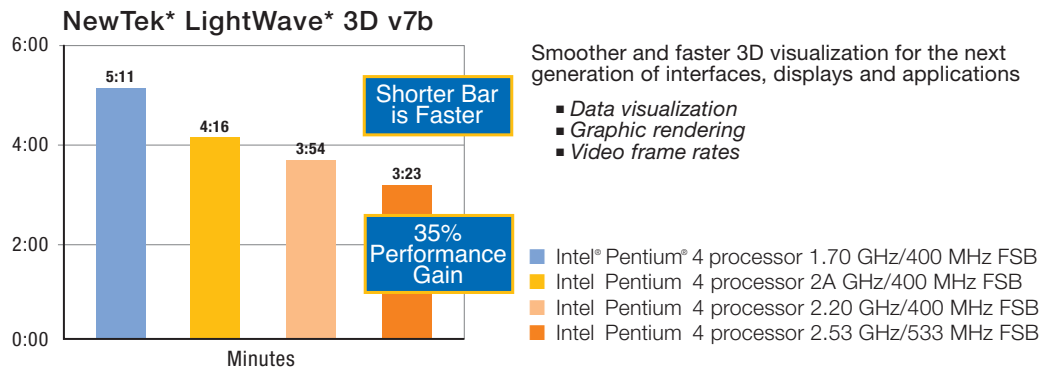 NewTek* LightWave* 3D v7b
6:00
4:00
2:00
0:00
5:11
4:16
3:54
3:23
Shorter Bar
is Faster
35%
Performance
Gain
Minutes
Smoother and faster 3D visualization for the next
generation of interfaces, displays and applications
▪ Data visualization
▪ Graphic rendering
▪ Video frame rates
Intel® Pentium® 4 processor 1.70 GHz/400 MHz FSB
Intel Pentium 4 processor 2A GHz/400 MHz FSB
Intel Pentium 4 processor 2.20 GHz/400 MHz FSB
Intel Pentium 4 processor 2.53 GHz/533 MHz FSB